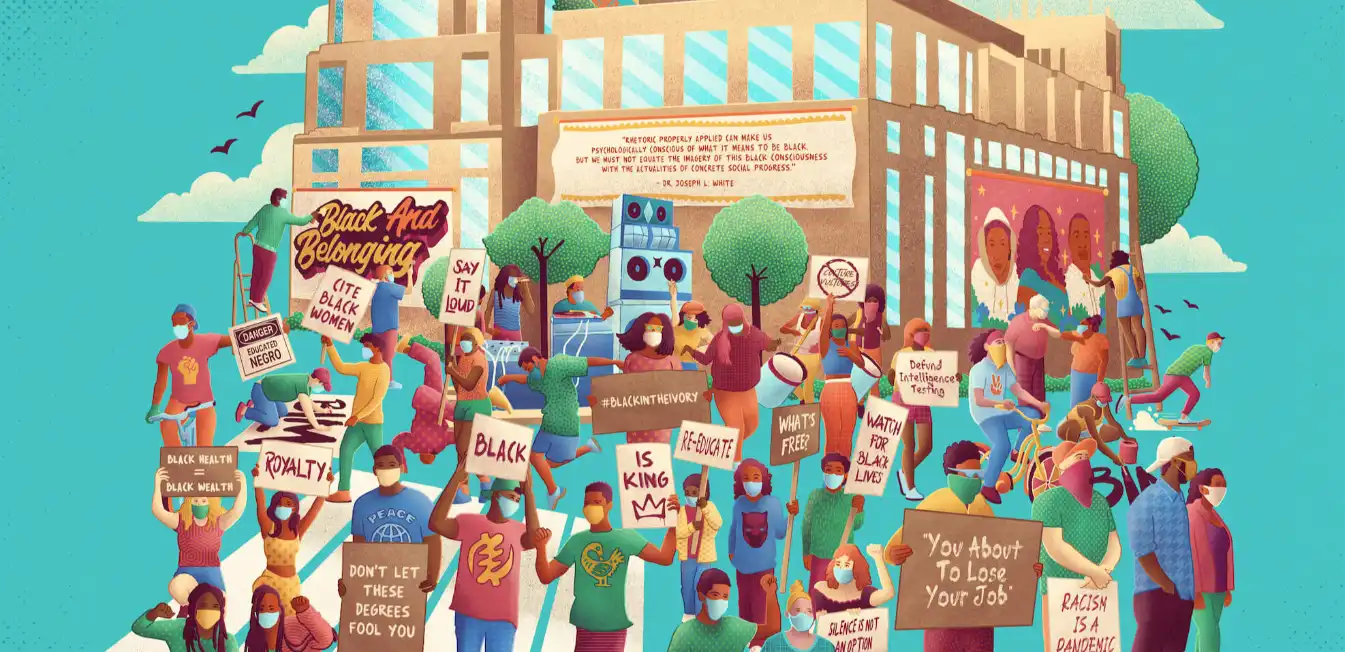 "RHETORIC PROPERLY APPLIED CAN MAKE US
PSYCHOLOGICALLY CONSCIOUS OF WHAT IT MEANS TO BE BLACK.
BUT WE MUST NOT EQUATE THE IMAGERY OF THIS BLACK CONSCIOUSNESS
WITH THE ACTUALITIES OF CONCRETE SOCIAL PROGRESS."
- DR. JOSEPH L. WHITE
Black And
Belonging
SAY
IT
LOUD
CULTURE
VULTURES
CITE
BLACK
WOMEN
DANGER
EDUCATED
NEGRO
Defund
Intelligence
Testing
#BLACKINTHEIVORY
WHAT'S
FREE?
WATCH
FOR
BLACK
LIVES
BLACK
RE-EDUCATE
ROYALTY
BLACK HEALTH
=
BLACK WEALTH
IS
KING
PEACE
DON'T LET
THESE
DEGREES
FOOL YOU
"You About
To Lose
Your Job"
RACISM
IS A
PANDEMIC
SILENCE IS NOT
AN OPTION